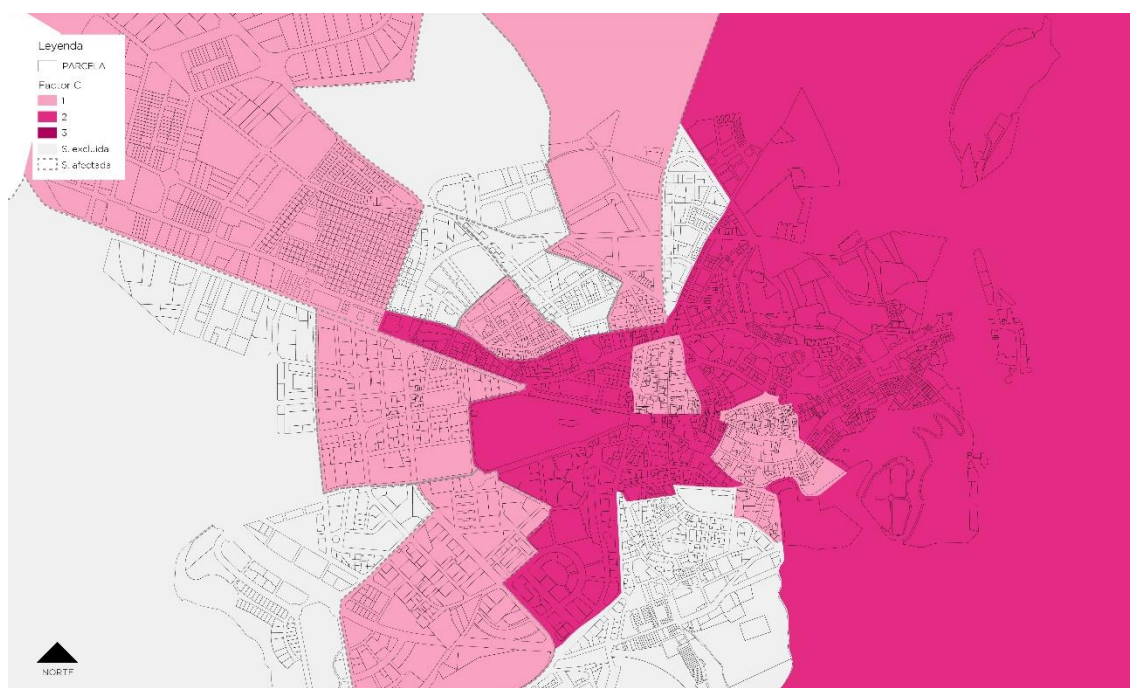 Leyenda
PARCELA
Factor C
1
2
3
S. excluida
S. afectada
NORTE